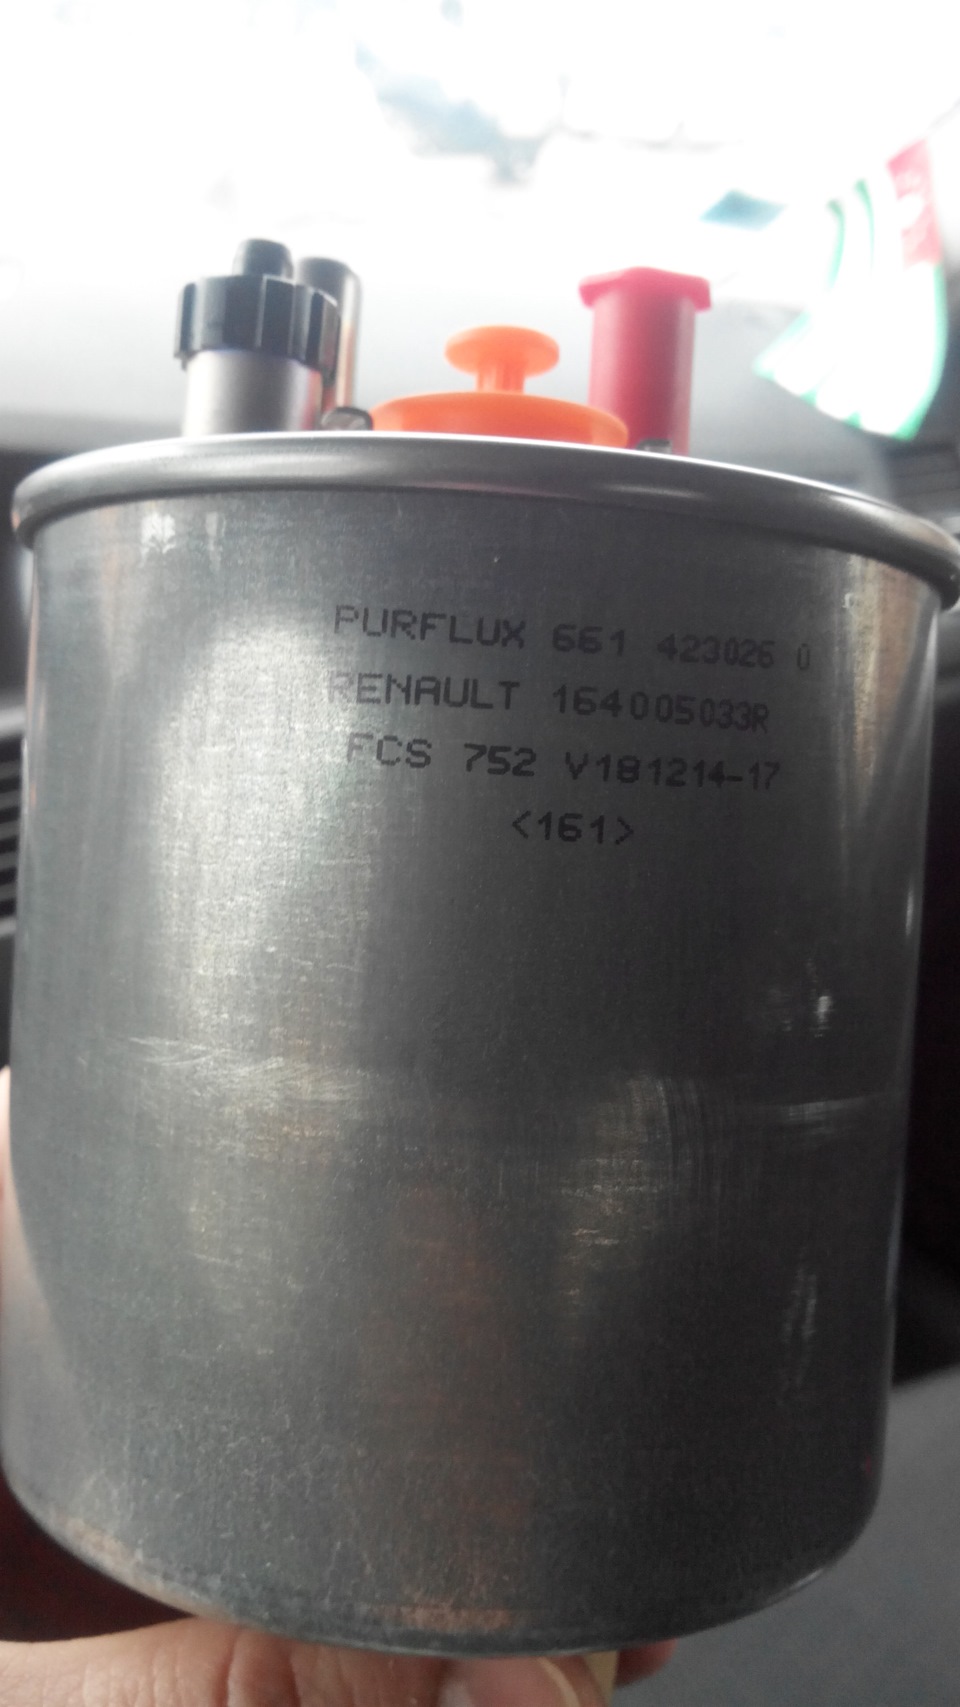 PURFLUX 661 423026 0
RENAULT 164005033R
FCS 752 V181214-17
<161>